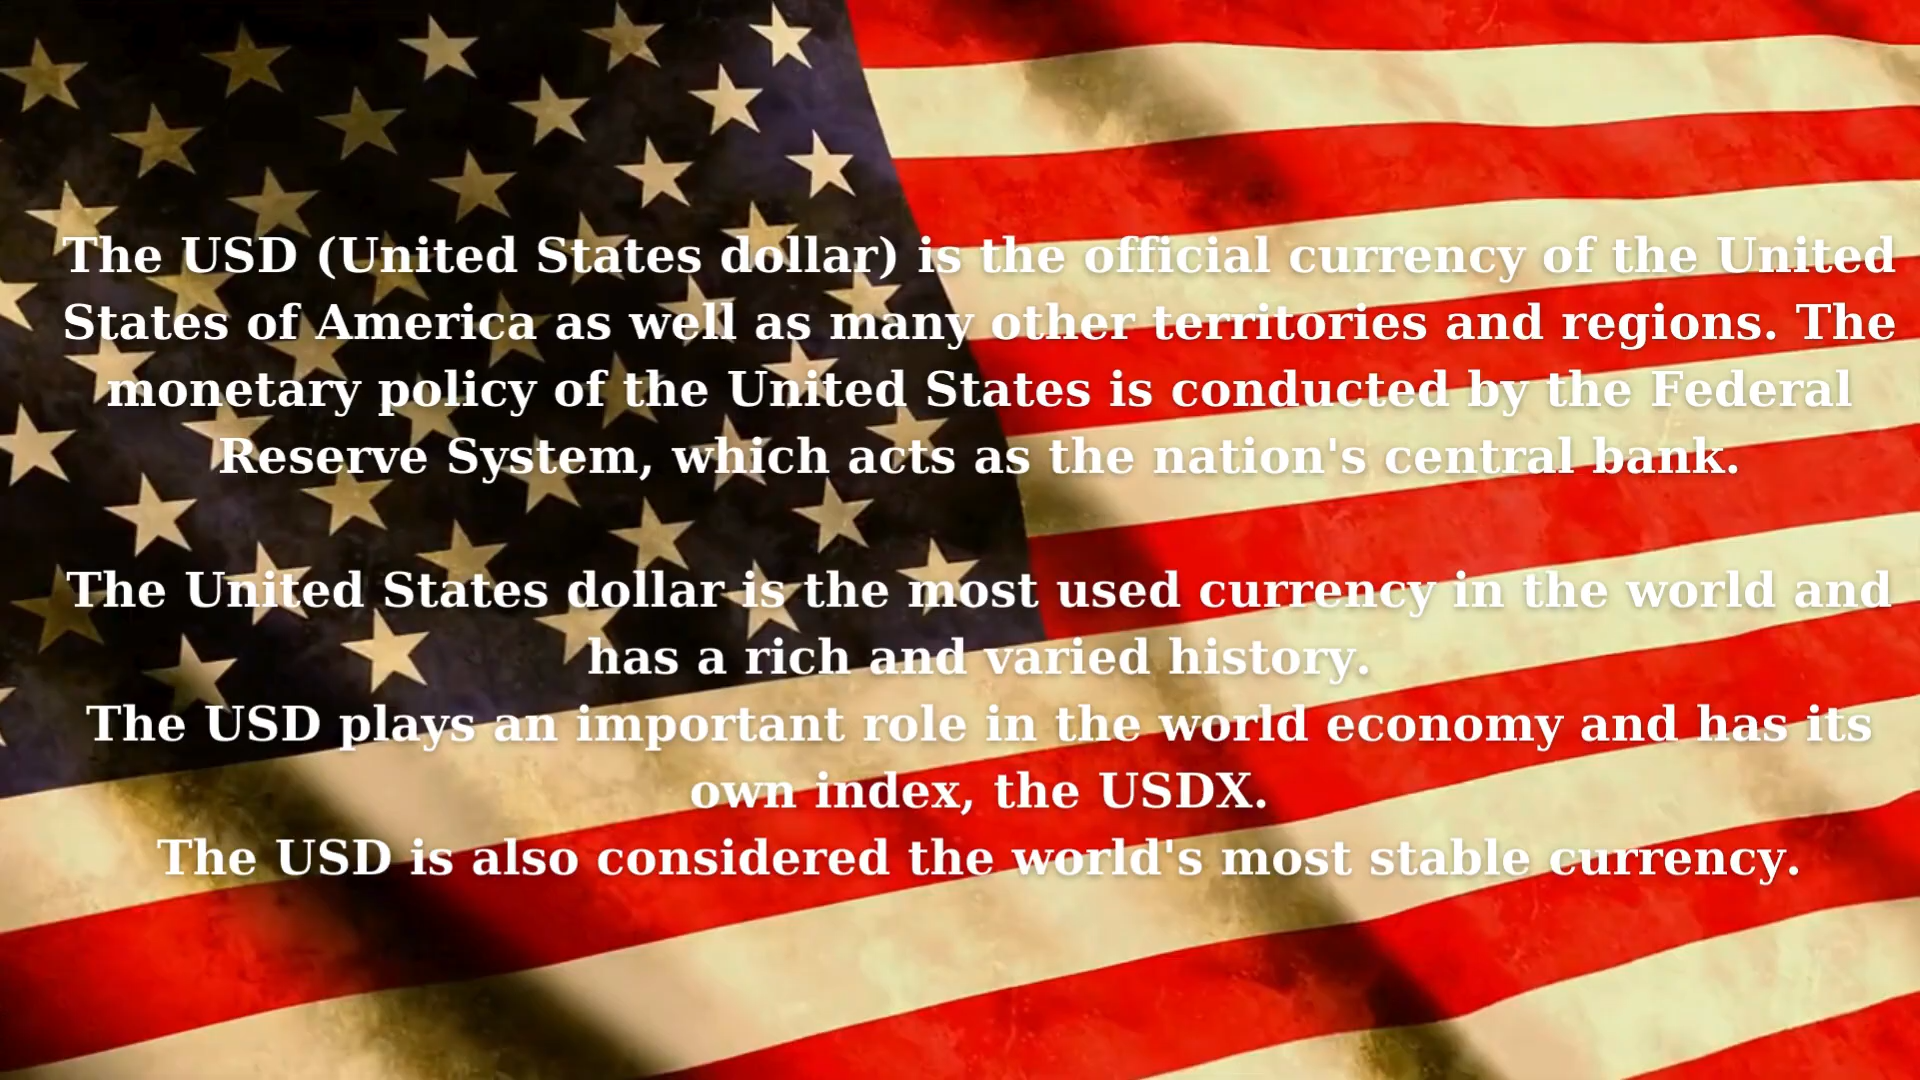 The USD (United States dollar) is the official currency of the United
States of America as well as many other territories and regions. The
monetary policy of the United States is conducted by the Federal
Reserve System, which acts as the nation's central bank.
The United States dollar is the most used currency in the world and
has a rich and varied history.
The USD plays an important role in the world economy and has its
own index, the USDX.
The USD is also considered the world's most stable currency.